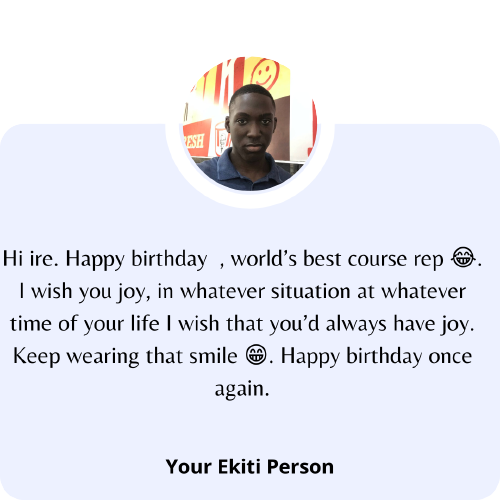 ESH
Hi ire. Happy birthday , world’s best course rep 😂.
I wish you joy, in whatever situation at whatever
time of your life I wish that you’d always have joy.
Keep wearing that smile 😁. Happy birthday once
again.
Your Ekiti Person